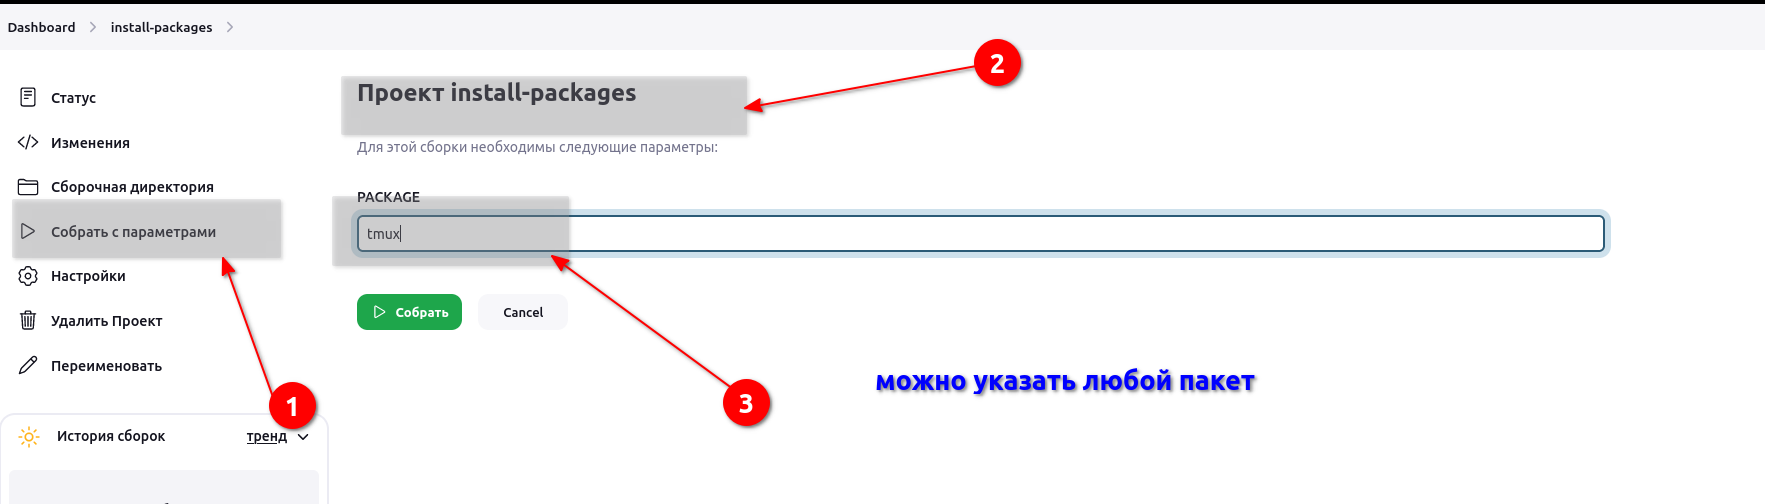 Dashboard > install-packages >
Статус
Изменения
Сборочная директория
Собрать с параметрами
Настройки
Удалить Проект
Переименовать
История сборок
тренд
Проект install-packages
Для этой сборки необходимы следующие параметры:
PACKAGE
tmux
Собрать
Cancel
можно указать любой пакет
1
2
3